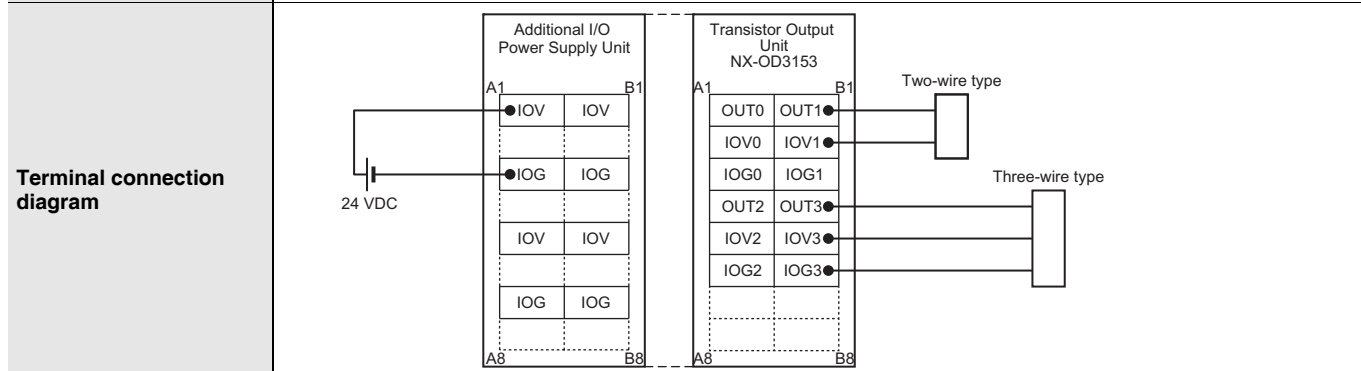 Terminal connection
diagram
Additional I/O
Power Supply Unit
A1 B1
IOV IOV
IOG IOG
24 VDC
IOV IOV
IOG IOG
A8 B8
Transistor Output
Unit
NX-OD3153
A1 B1
OUT0 OUT1
IOV0 IOV1
IOG0 IOG1
OUT2 OUT3
IOV2 IOV3
IOG2 IOG3
A8 B8
Two-wire type
Three-wire type